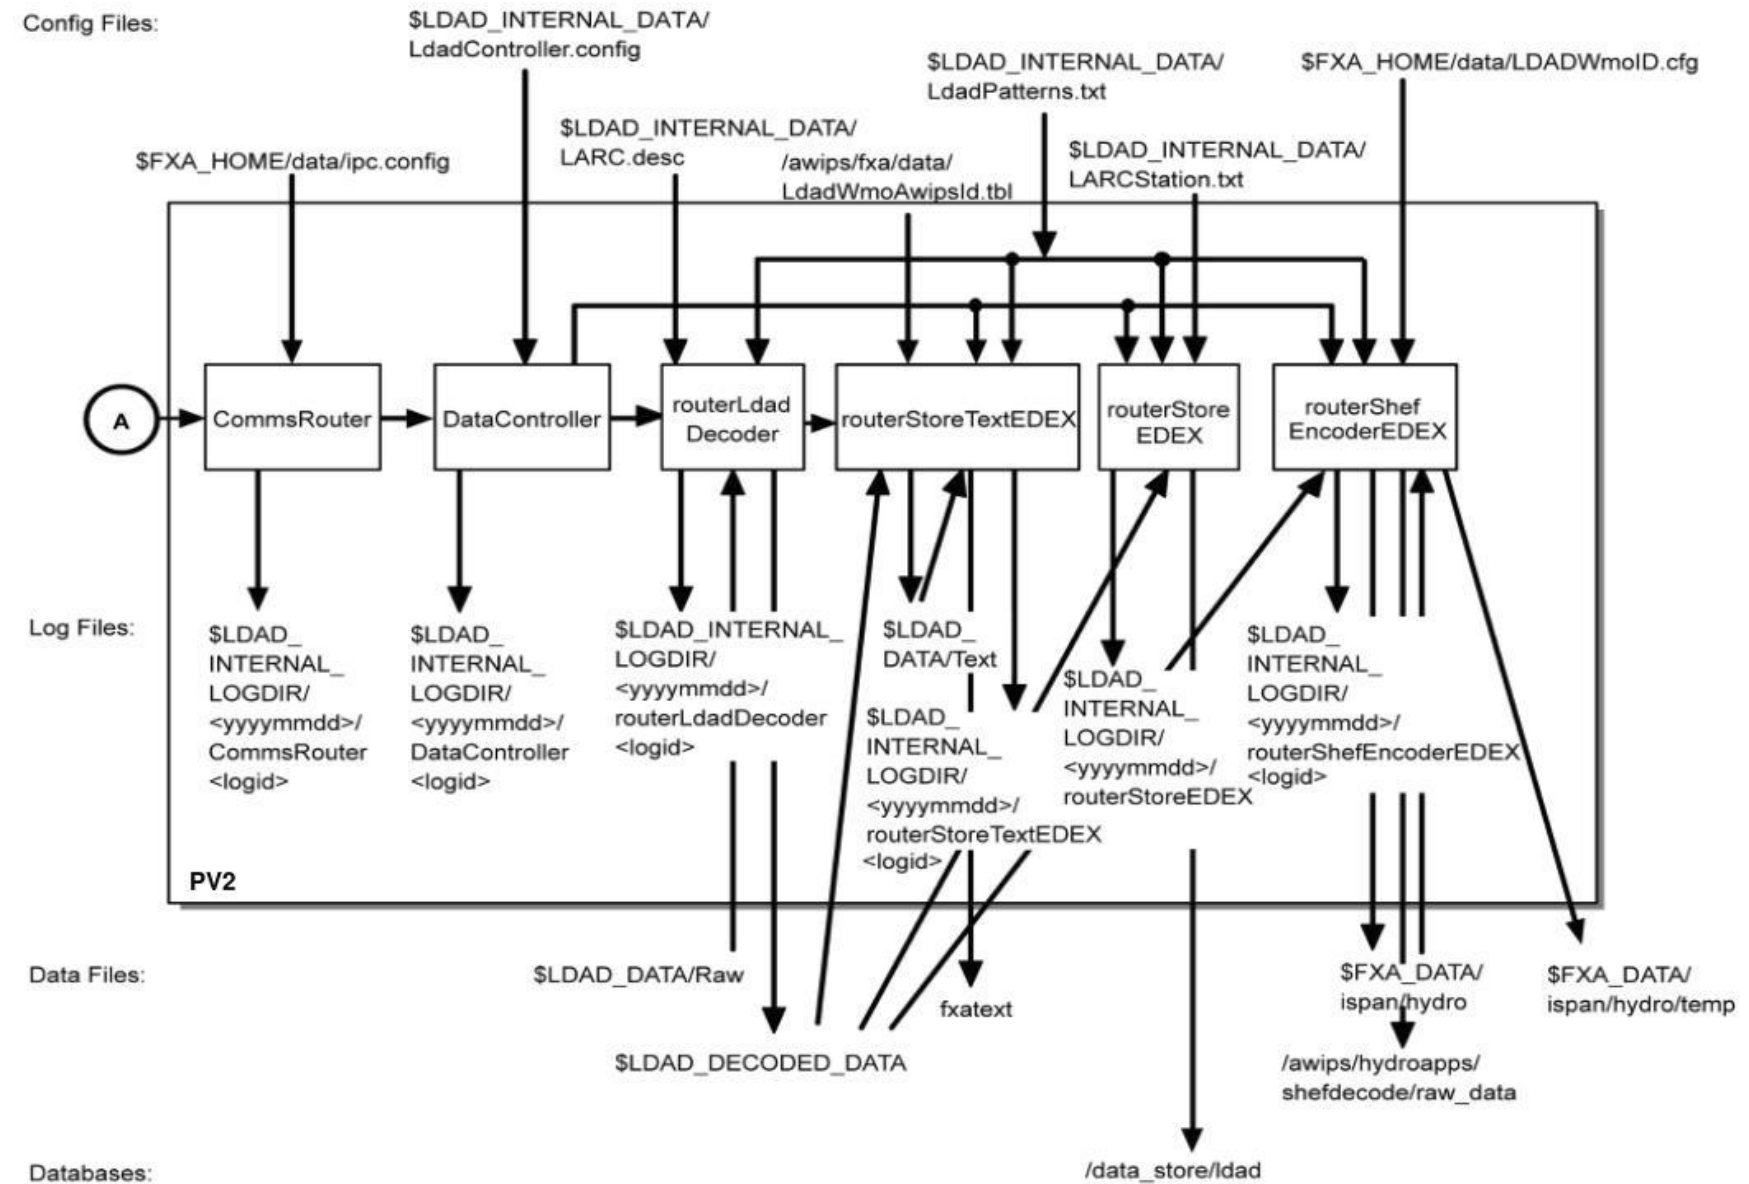 Config Files:
$LDAD_INTERNAL_DATA/
LdadController.config
$LDAD_INTERNAL_DATA/
LdadPatterns.txt
$FXA_HOME/data/LDADWmoID.cfg
$LDAD_INTERNAL_DATA/
LARC.desc
$FXA_HOME/data/ipc.config
/awips/fxa/data/
LdadWmoAwipsId.tbl
$LDAD_INTERNAL_DATA/
LARCStation.txt
A
CommsRouter
DataController
routerLdad
Decoder
routerStoreTextEDEX
routerStore
EDEX
routerShef
EncoderEDEX
Log Files:
$LDAD_
INTERNAL_
LOGDIR/
<yyyymmdd>/
CommsRouter
<logid>
$LDAD_
INTERNAL_
LOGDIR/
<yyyymmdd>/
DataController
<logid>
$LDAD_INTERNAL_
LOGDIR/
<yyyymmdd>/
routerLdadDecoder
<logid>
$LDAD_
DATA/Text
$LDAD_
INTERNAL_
LOGDIR/
<yyyymmdd>/
routerStoreTextEDEX
<logid>
$LDAD_
INTERNAL_
LOGDIR/
<yyyymmdd>/
routerStoreEDEX
$LDAD_
INTERNAL_
LOGDIR/
<yyyymmdd>/
routerShefEncoderEDEX
<logid>
PV2
Data Files:
$LDAD_DATA/Raw
$LDAD_DECODED_DATA
fxatext
$FXA_DATA/
ispan/hydro
$FXA_DATA/
ispan/hydro/temp
/awips/hydroapps/
shefdecode/raw_data
Databases:
/data_store/ldad